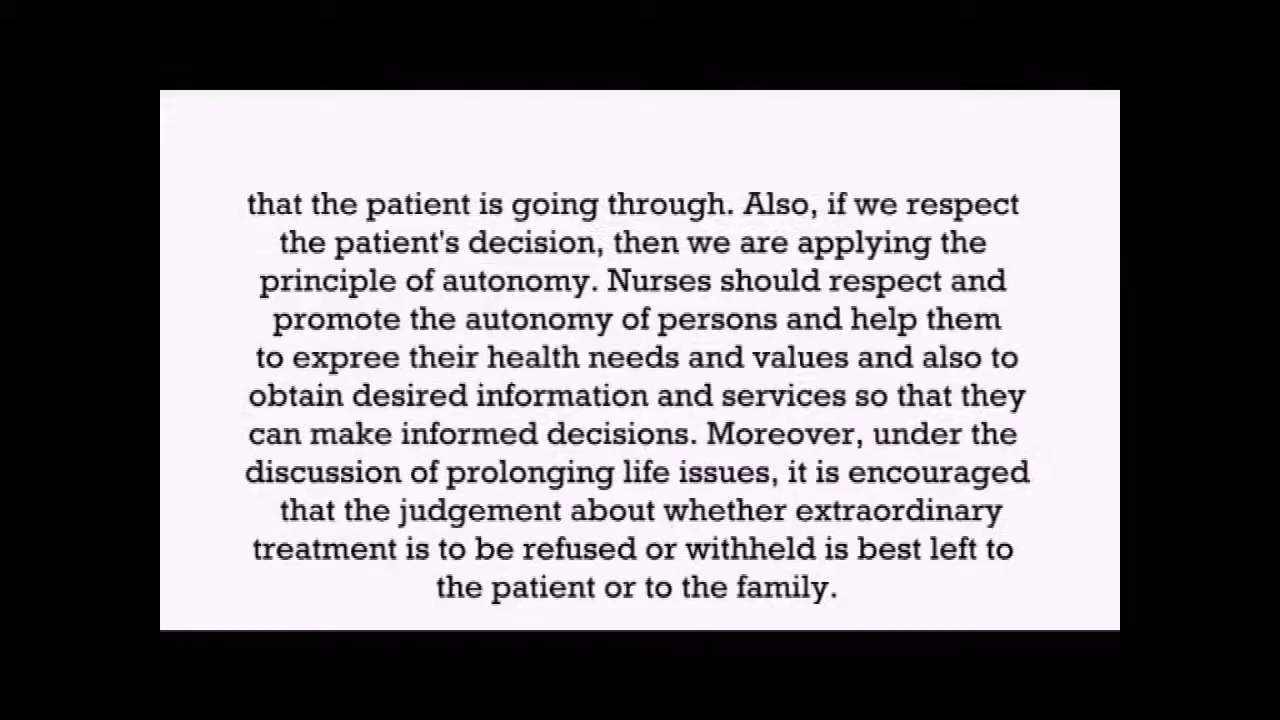 that the patient is going through. Also, if we respect
the patient's decision, then we are applying the
principle of autonomy. Nurses should respect and
promote the autonomy of persons and help them
to expree their health needs and values and also to
obtain desired information and services so that they
can make informed decisions. Moreover, under the
discussion of prolonging life issues, it is encouraged
that the judgement about whether extraordinary
treatment is to be refused or withheld is best left to
the patient or to the family.